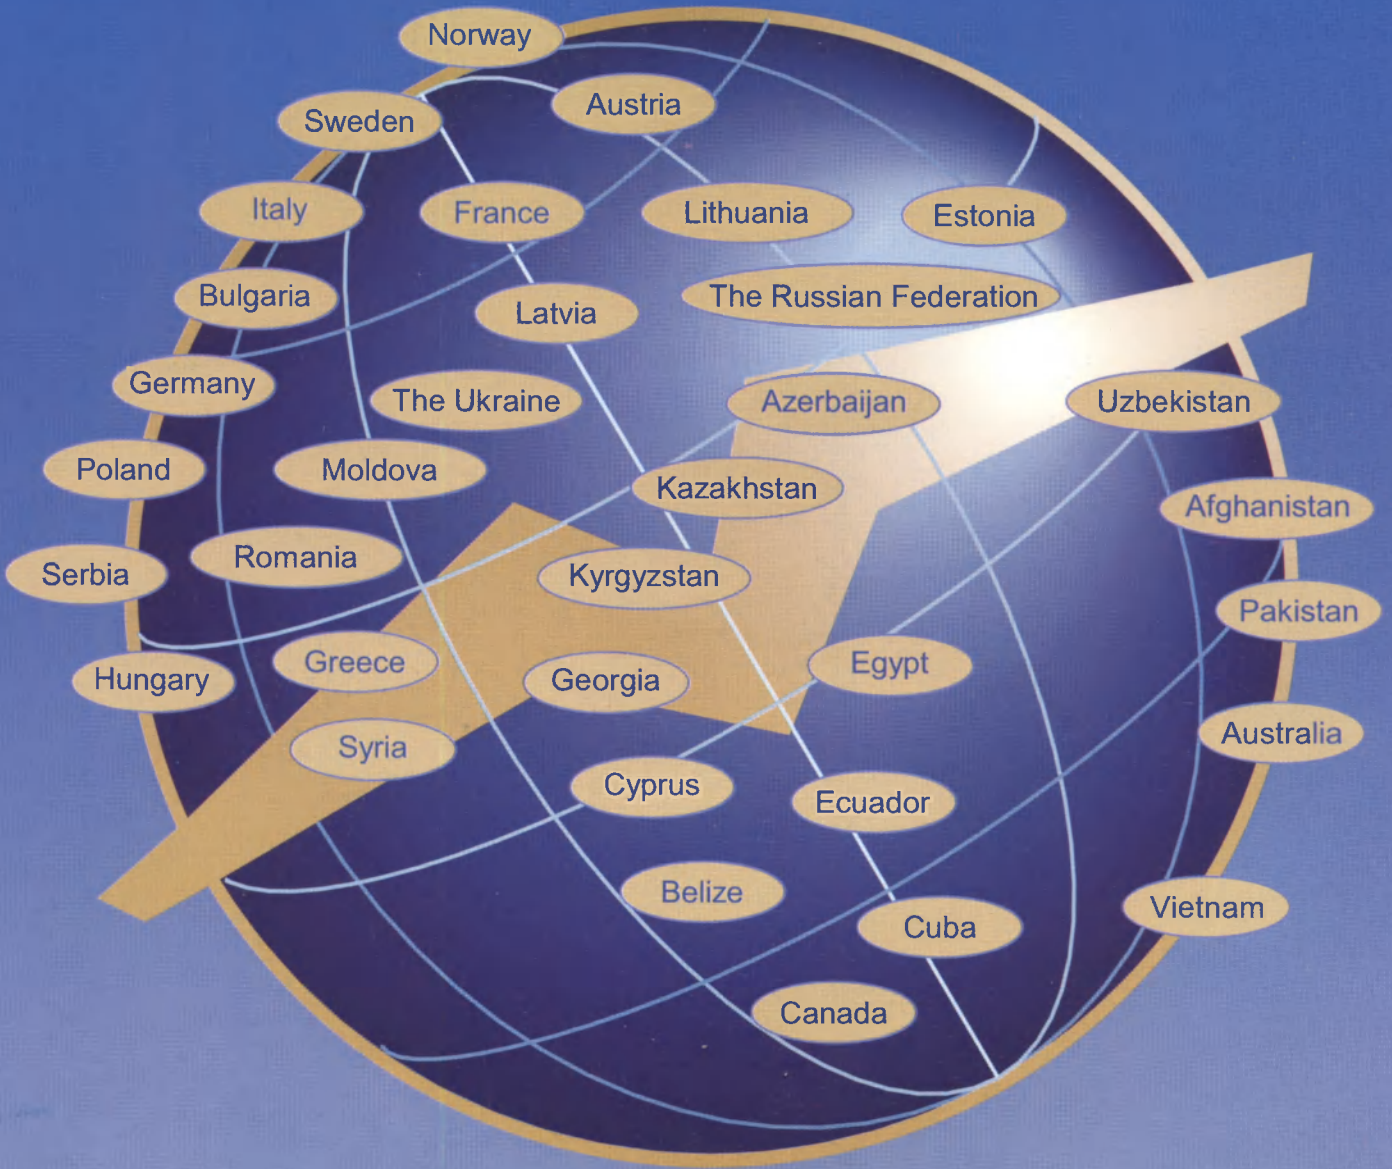 Norway
Austria
Sweden
Italy
France
Lithuania
Estonia
Bulgaria
Latvia
The Russian Federation
Germany
The Ukraine
Azerbaijan
Uzbekistan
Poland
Moldova
Kazakhstan
Afghanistan
Serbia
Romania
Kyrgyzstan
Pakistan
Hungary
Greece
Georgia
Egypt
Australia
Syria
Cyprus
Ecuador
Belize
Cuba
Vietnam
Canada